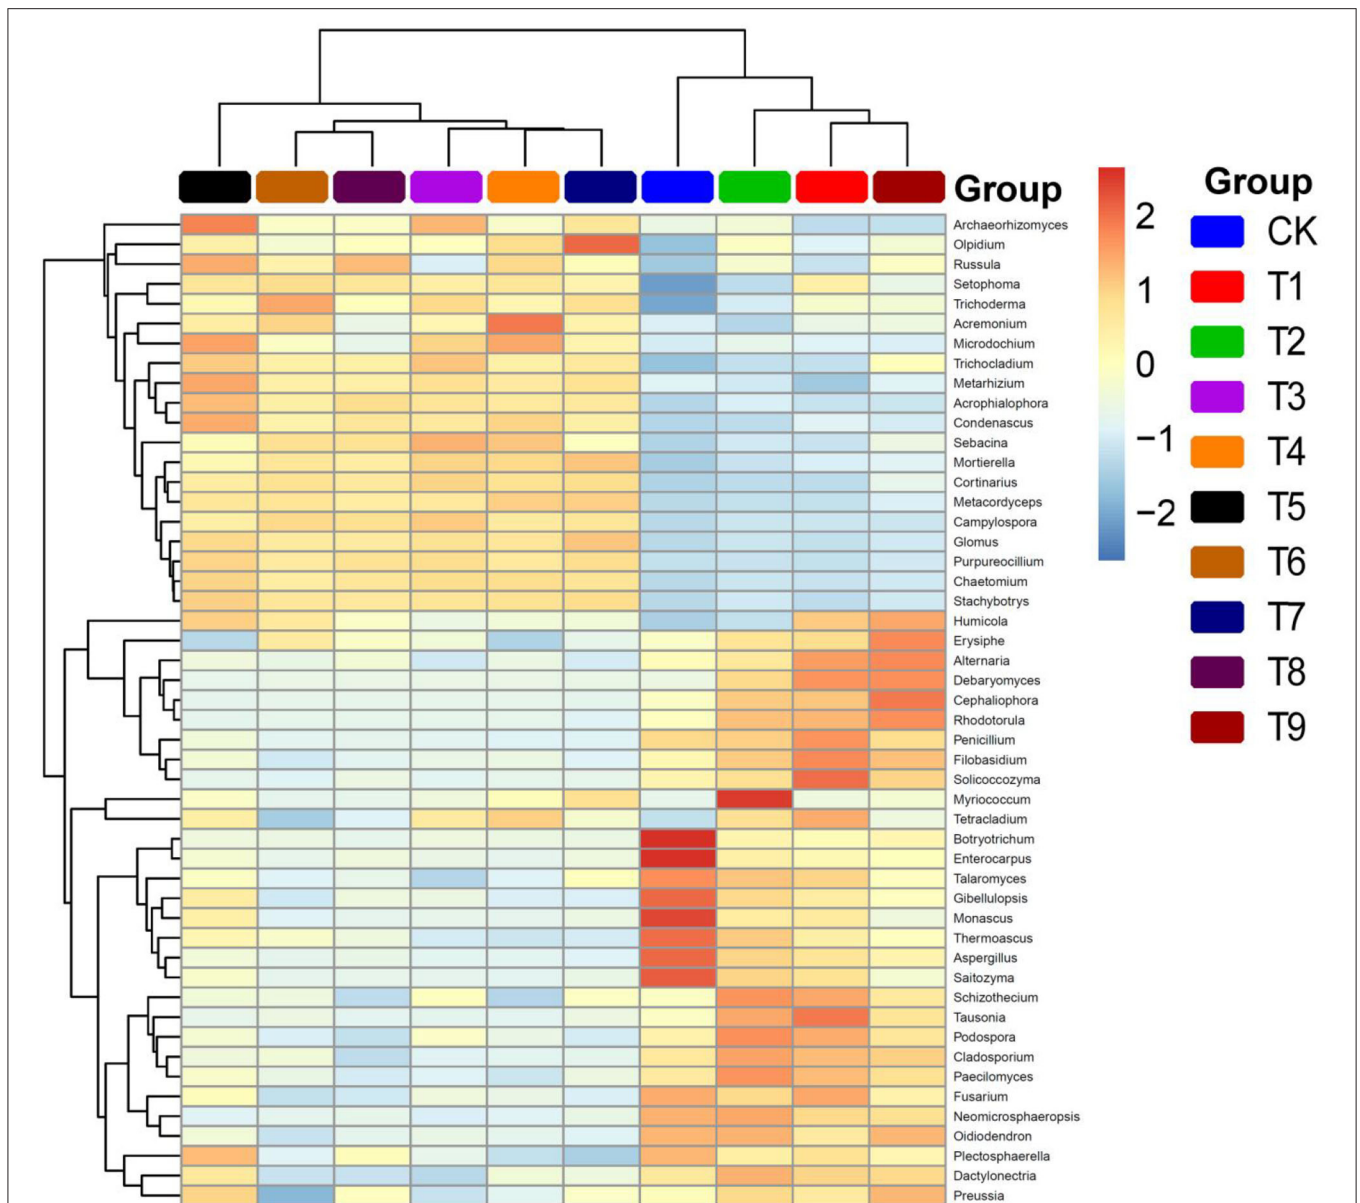 Group
Archaeorhizomyces
Olpidium
Russula
Setophoma
Trichoderma
Acremonium
Microdochium
Trichocladium
Metarhizium
Acrophialophora
Condenascus
Sebacina
Mortierella
Cortinarius
Metacordyceps
Campylospora
Glomus
Purpureocillium
Chaetomium
Stachybotrys
Humicola
Erysiphe
Alternaria
Debaryomyces
Cephaliophora
Rhodotorula
Penicillium
Filobasidium
Solicoccozyma
Myriococcum
Tetracladium
Botryotrichum
Enterocarpus
Talaromyces
Gibellulopsis
Monascus
Thermoascus
Aspergillus
Saitozyma
Schizothecium
Tausonia
Podospora
Cladosporium
Paecilomyces
Fusarium
Neomicrosphaeropsis
Oidiodendron
Plectosphaerella
Dactylonectria
Preussia
2
1
0
−1
−2
Group
CK
T1
T2
T3
T4
T5
T6
T7
T8
T9